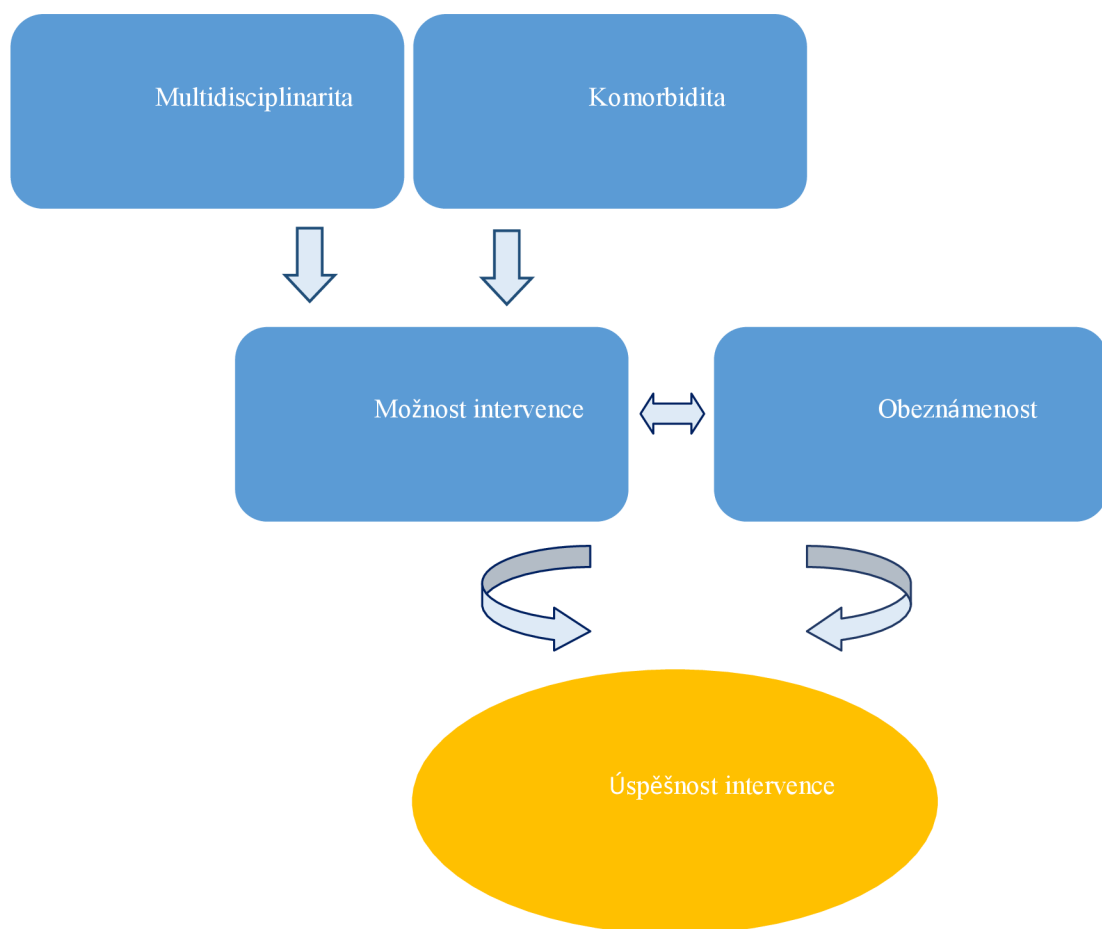 Multidisciplinarita
Komorbidita
Možnost intervence
Obeznámenost
Úspěšnost intervence